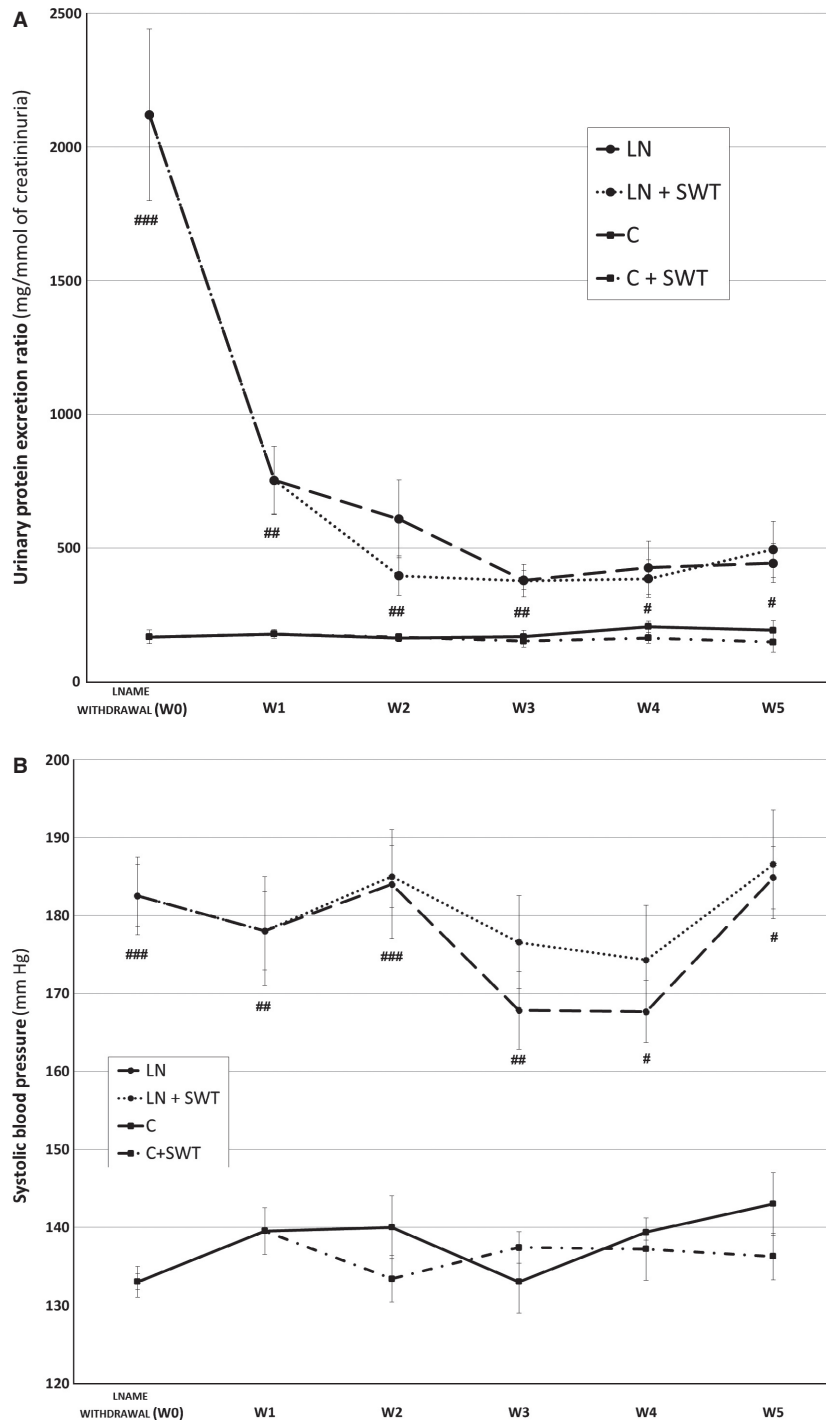 A
2500
2000
1500
1000
500
0
Urinary protein excretion ratio (mg/mmol of creatininuria)
LN
LN + SWT
C
C + SWT
###
##
##
##
#
#
LNAME
WITHDRAWAL (W0) W1 W2 W3 W4 W5
B
200
190
180
170
160
150
140
130
120
Systolic blood pressure (mm Hg)
###
##
###
##
#
#
LN
LN + SWT
C
C+SWT
LNAME
WITHDRAWAL (W0) W1 W2 W3 W4 W5